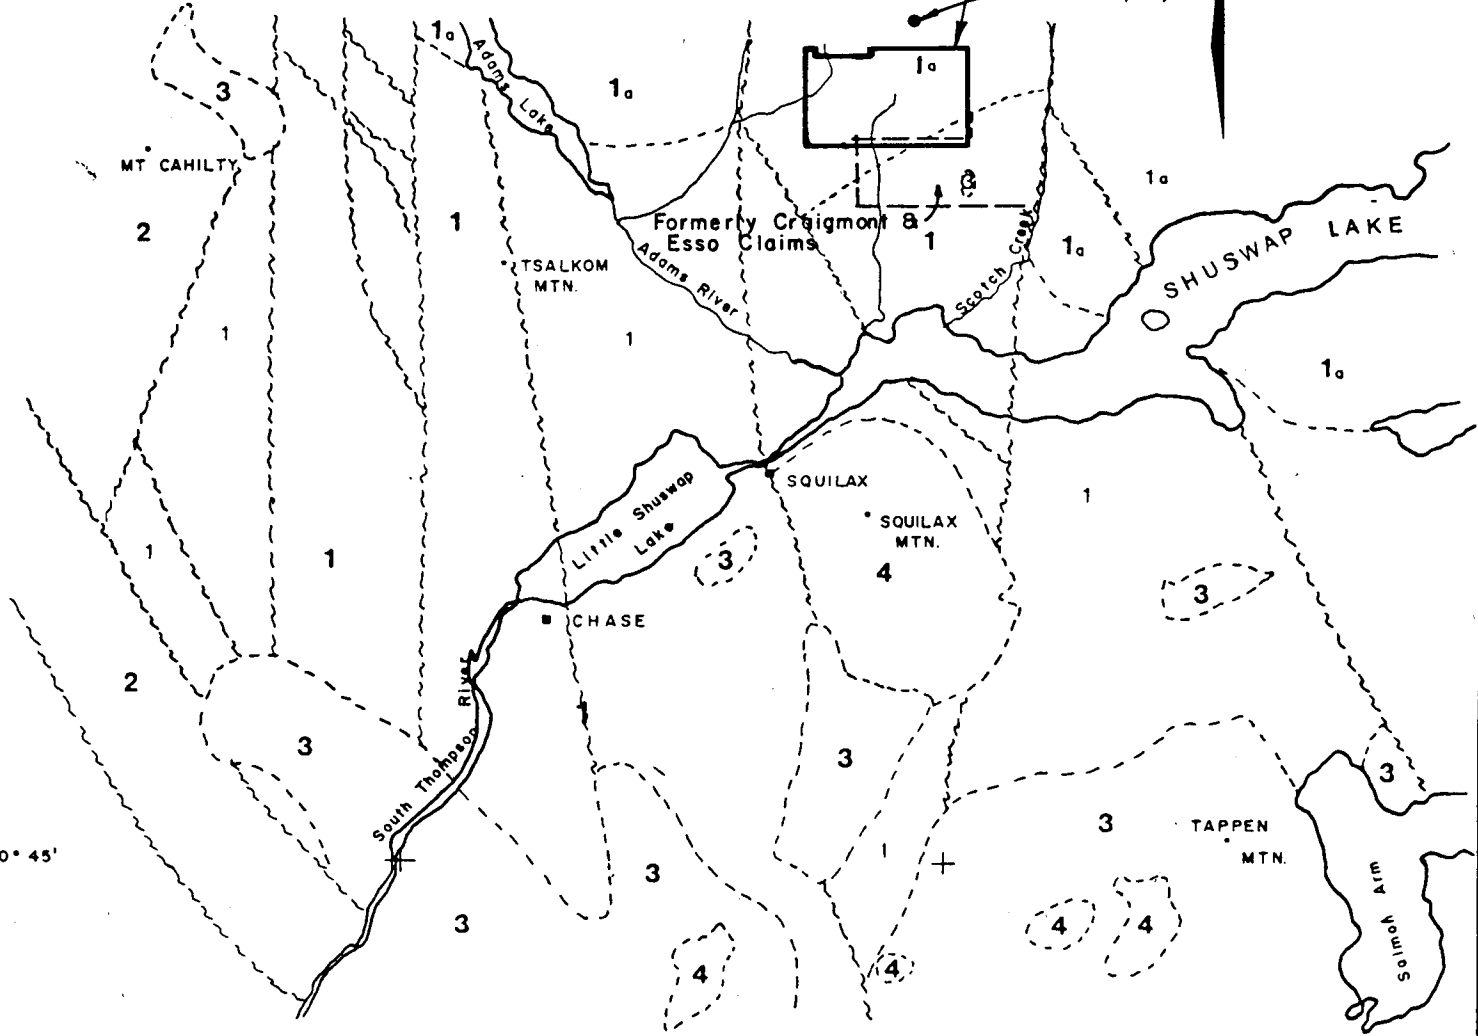 1a
Adams Lake
1a
1a
3
MT CAHILTY
1a
3
2
1
Formerly Craigmont &
Esso Claims
1
1a
SHUSWAP LAKE
Scotch Creek
TSALKOM
MTN.
Adams River
1
1
1a
Little Shuswap
Lake
SQUILAX
1
SQUILAX
MTN.
1
1
3
4
3
CHASE
2
River
1
3
3
3
South Thompson
3
TAPPEN
MTN.
0° 45'
1
3
3
4
4
4
4
Salmon Arm